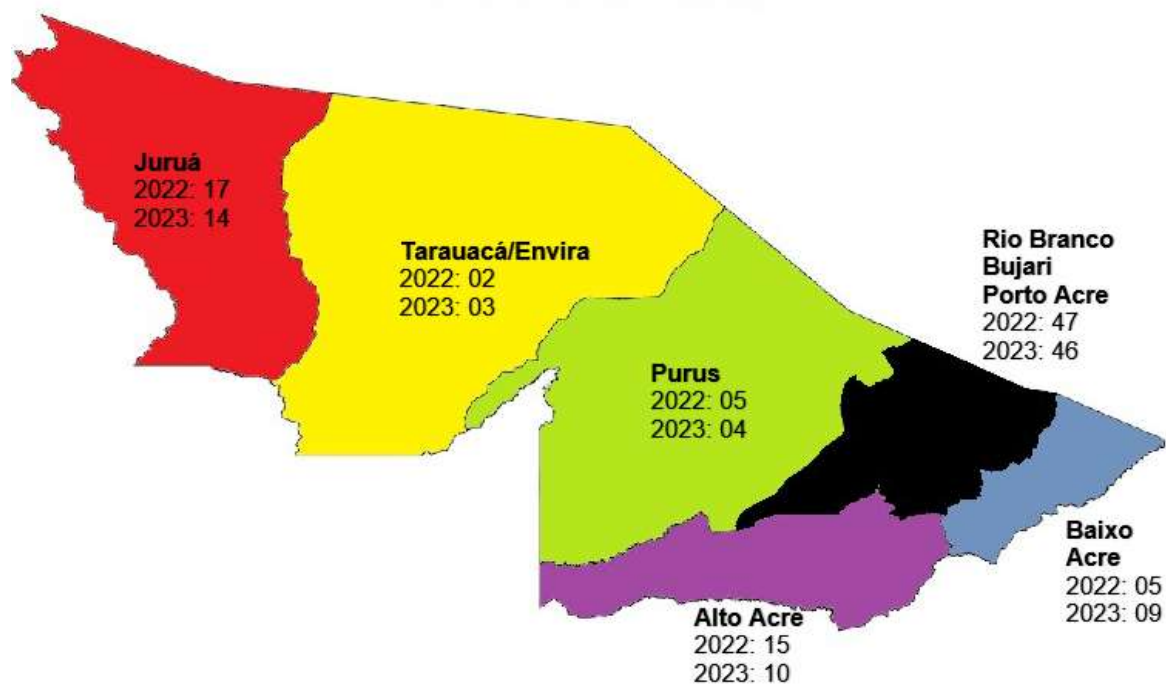 Juruá
2022: 17
2023: 14
Tarauacá/Envira
2022: 02
2023: 03
Purus
2022: 05
2023: 04
Rio Branco
Bujari
Porto Acre
2022: 47
2023: 46
Baixo
Acre
2022: 05
2023: 09
Alto Acre
2022: 15
2023: 10